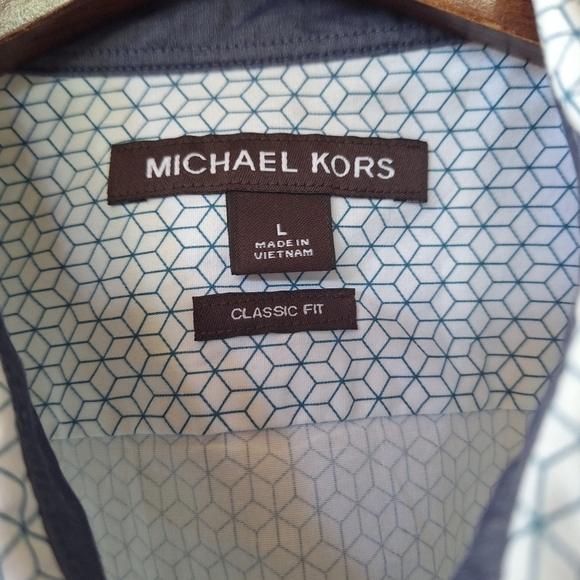 MICHAEL KORS
L
MADE IN
VIETNAM
CLASSIC FIT